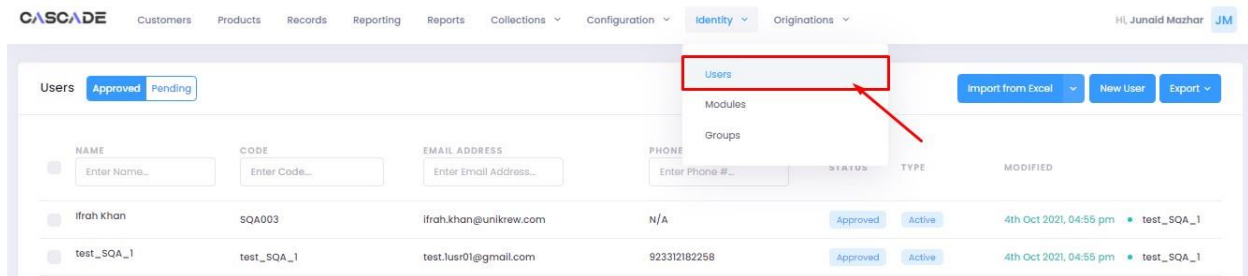 CASCADE Customers Products Records Reporting Reports Collections Configuration Identity Originations Hi, Junaid Mazhar JM
Users
Modules
Groups
Users Approved Pending Import from Excel New User Export
NAME CODE EMAIL ADDRESS PHONE STATUS TYPE MODIFIED
Enter Name... Enter Code... Enter Email Address... Enter Phone #...
Ifrah Khan SQA003 ifrah.khan@unikrew.com N/A Approved Active 4th Oct 2021, 04:55 pm • test_SQA_1
test_SQA_1 test_SQA_1 test.1usr01@gmail.com 923312182258 Approved Active 4th Oct 2021, 04:55 pm • test_SQA_1